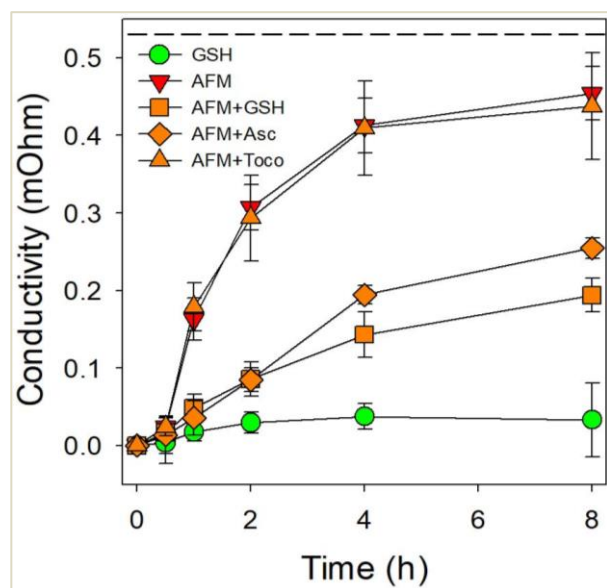 GSH
AFM
AFM+GSH
AFM+Asc
AFM+Toco
Conductivity (mOhm)
0.5
0.4
0.3
0.2
0.1
0.0
0 2 4 6 8
Time (h)